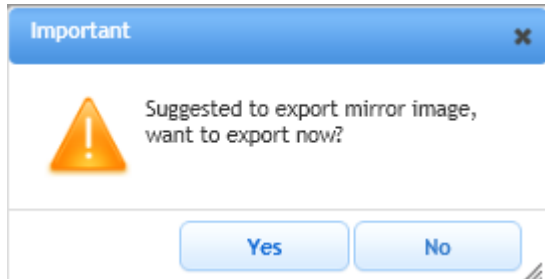 Important
Suggested to export mirror image,
want to export now?
Yes
No